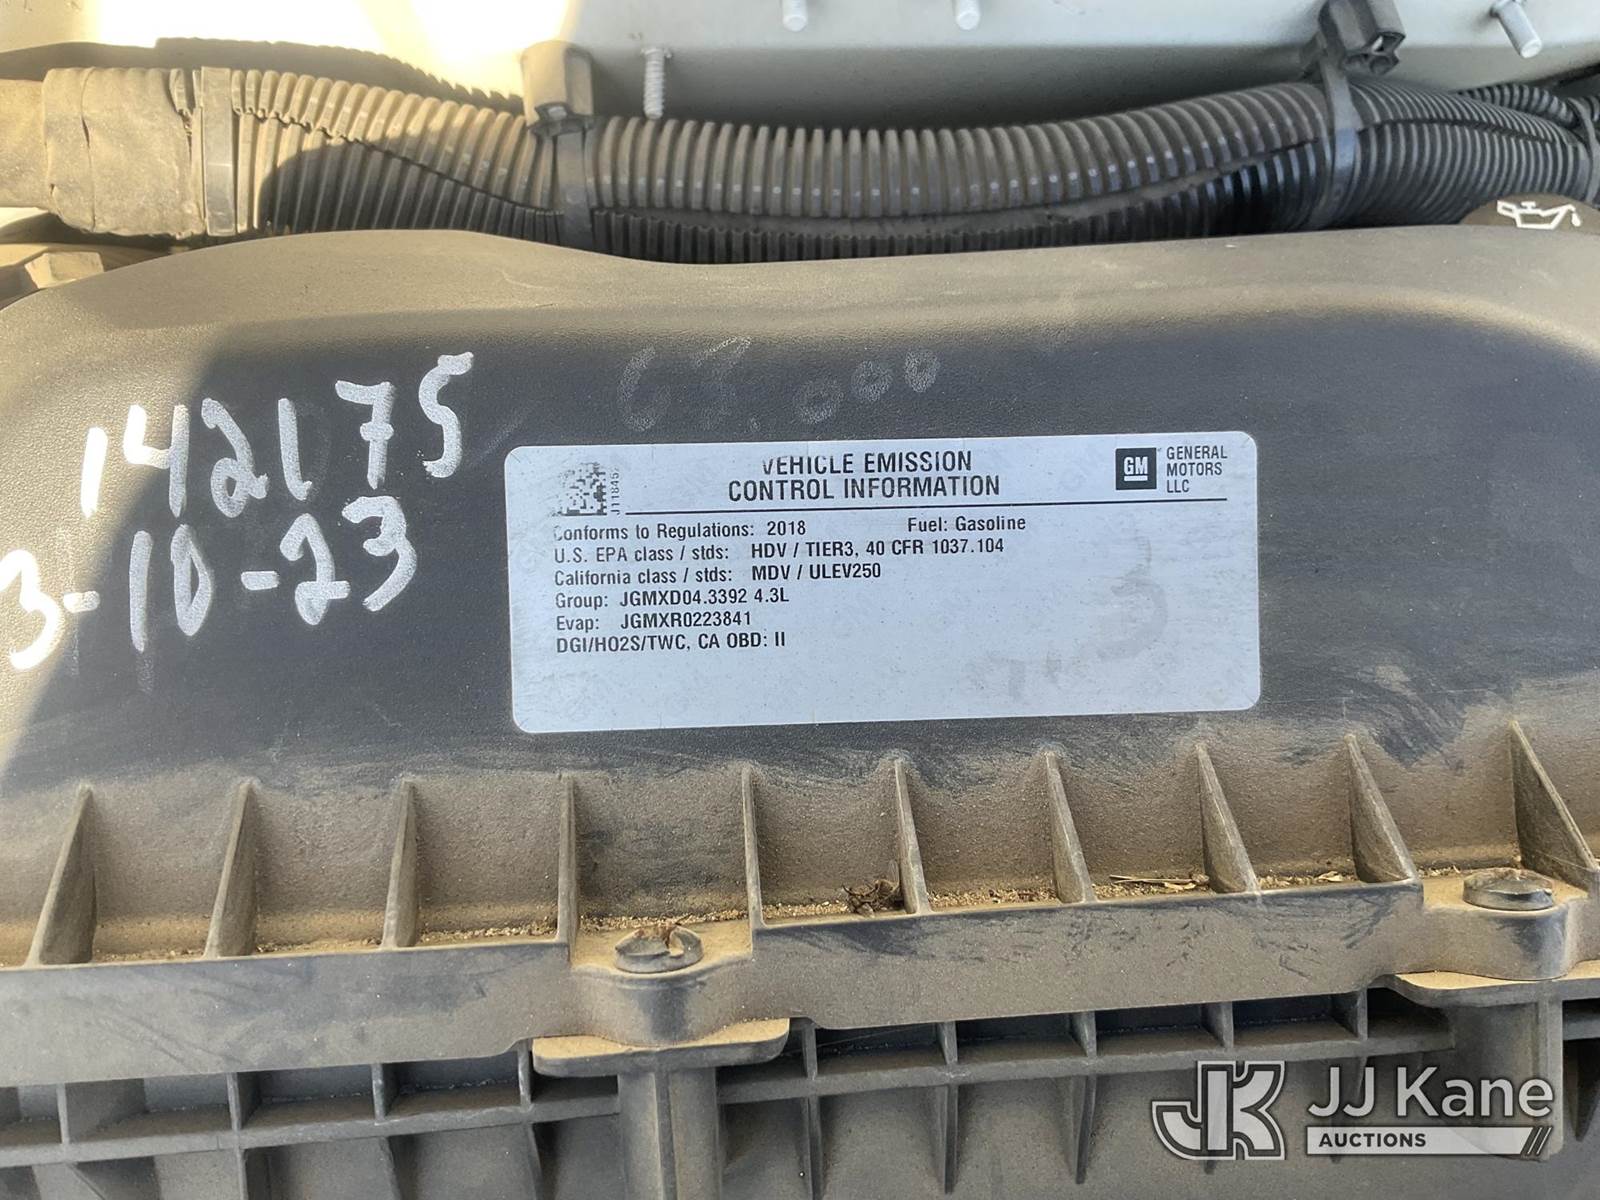 142175
3-10-23
J11845
VEHICLE EMISSION
CONTROL INFORMATION
GM
GENERAL
MOTORS
LLC
Conforms to Regulations: 2018 Fuel: Gasoline
U.S. EPA class / stds: HDV / TIER3, 40 CFR 1037.104
California class / stds: MDV / ULEV250
Group: JGMXD04.3392 4.3L
Evap: JGMXR0223841
DGI/HO2S/TWC, CA OBD: II
JK
JJ Kane
AUCTIONS